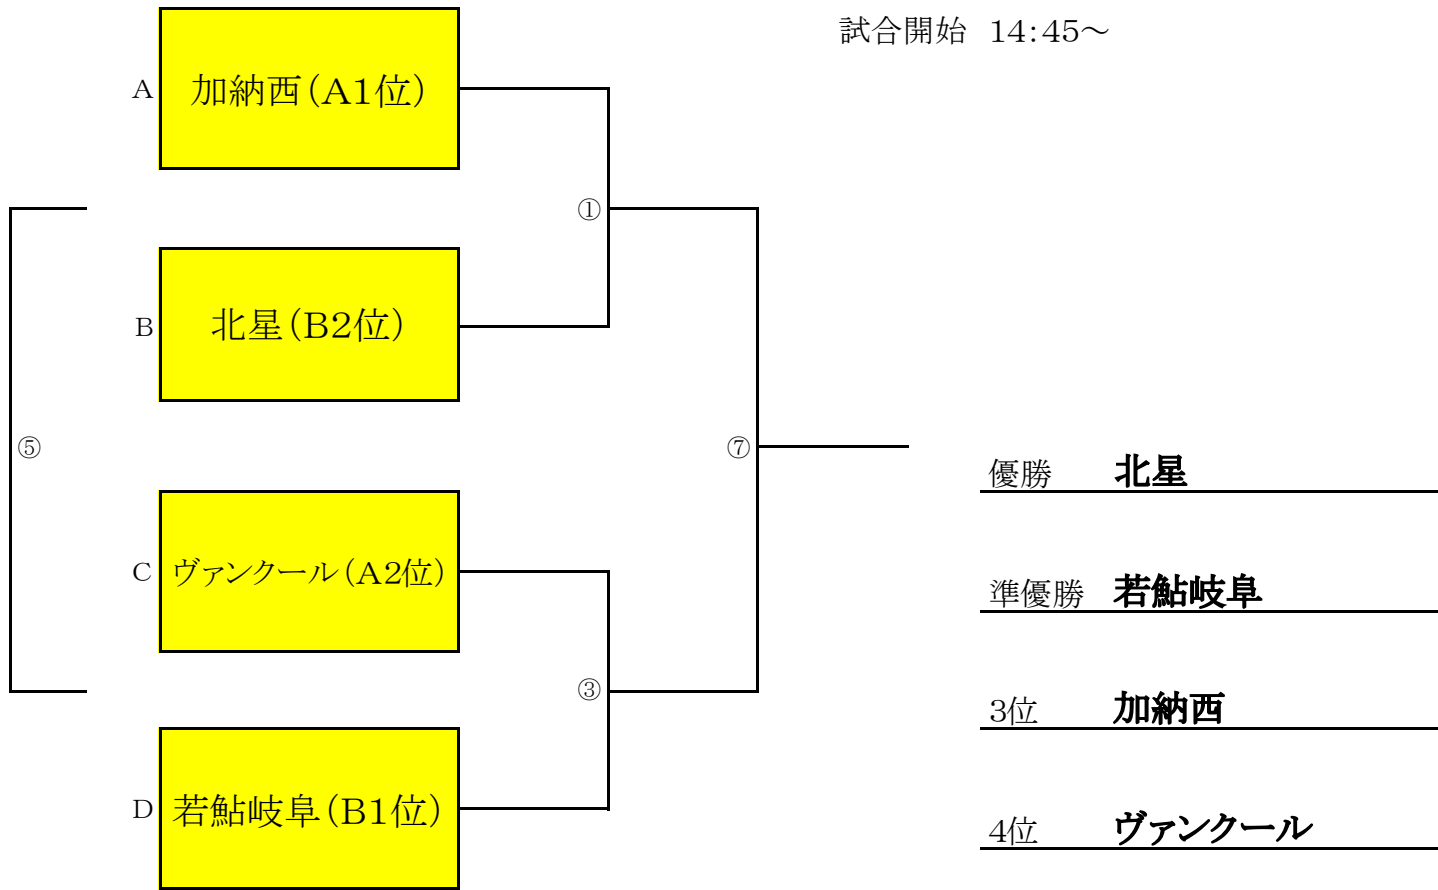 試合開始　14:45～
A
加納西(A1位)
①
B
北星(B2位)
⑤
⑦
優勝　北星
C
ヴァンクール(A2位)
準優勝　若鮎岐阜
③
3位　加納西
D
若鮎岐阜(B1位)
4位　ヴァンクール